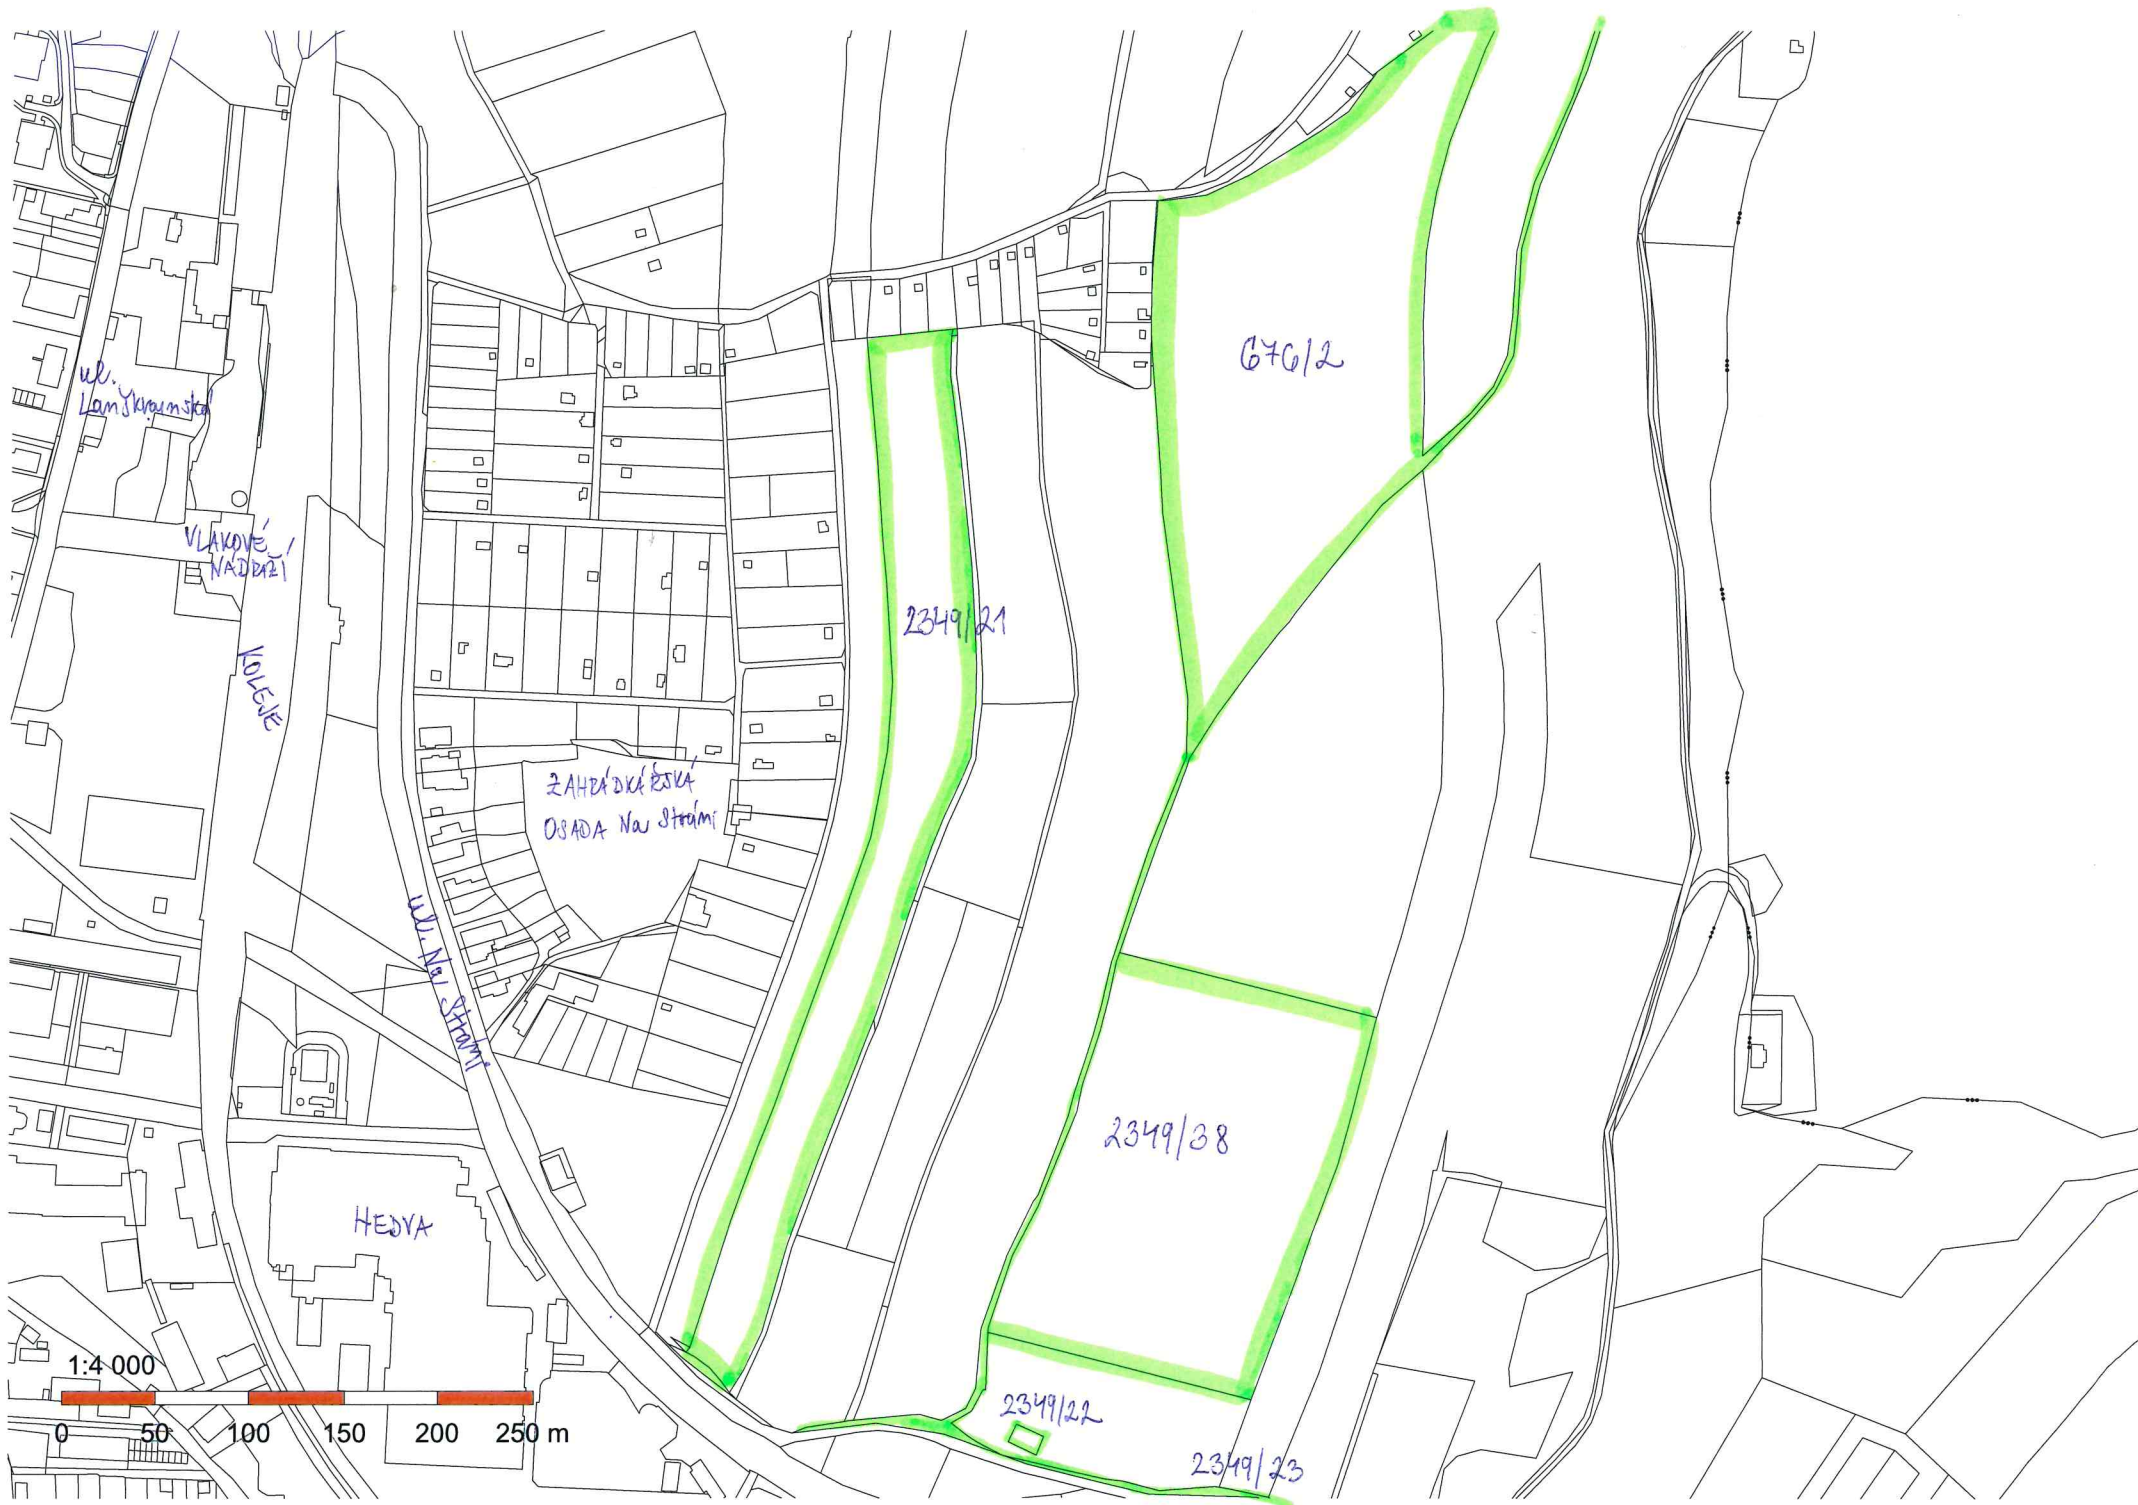 676/2
ul.
Lanškrounská
VLAKOVÉ
NÁDRAŽÍ
2349/21
KOLEJE
ZAHRÁDKÁŘSKÁ
OSADA Na Stráni
ul. Na Stráni
2349/38
HEDVA
1:4 000
0 50 100 150 200 250 m
2349/22
2349/23